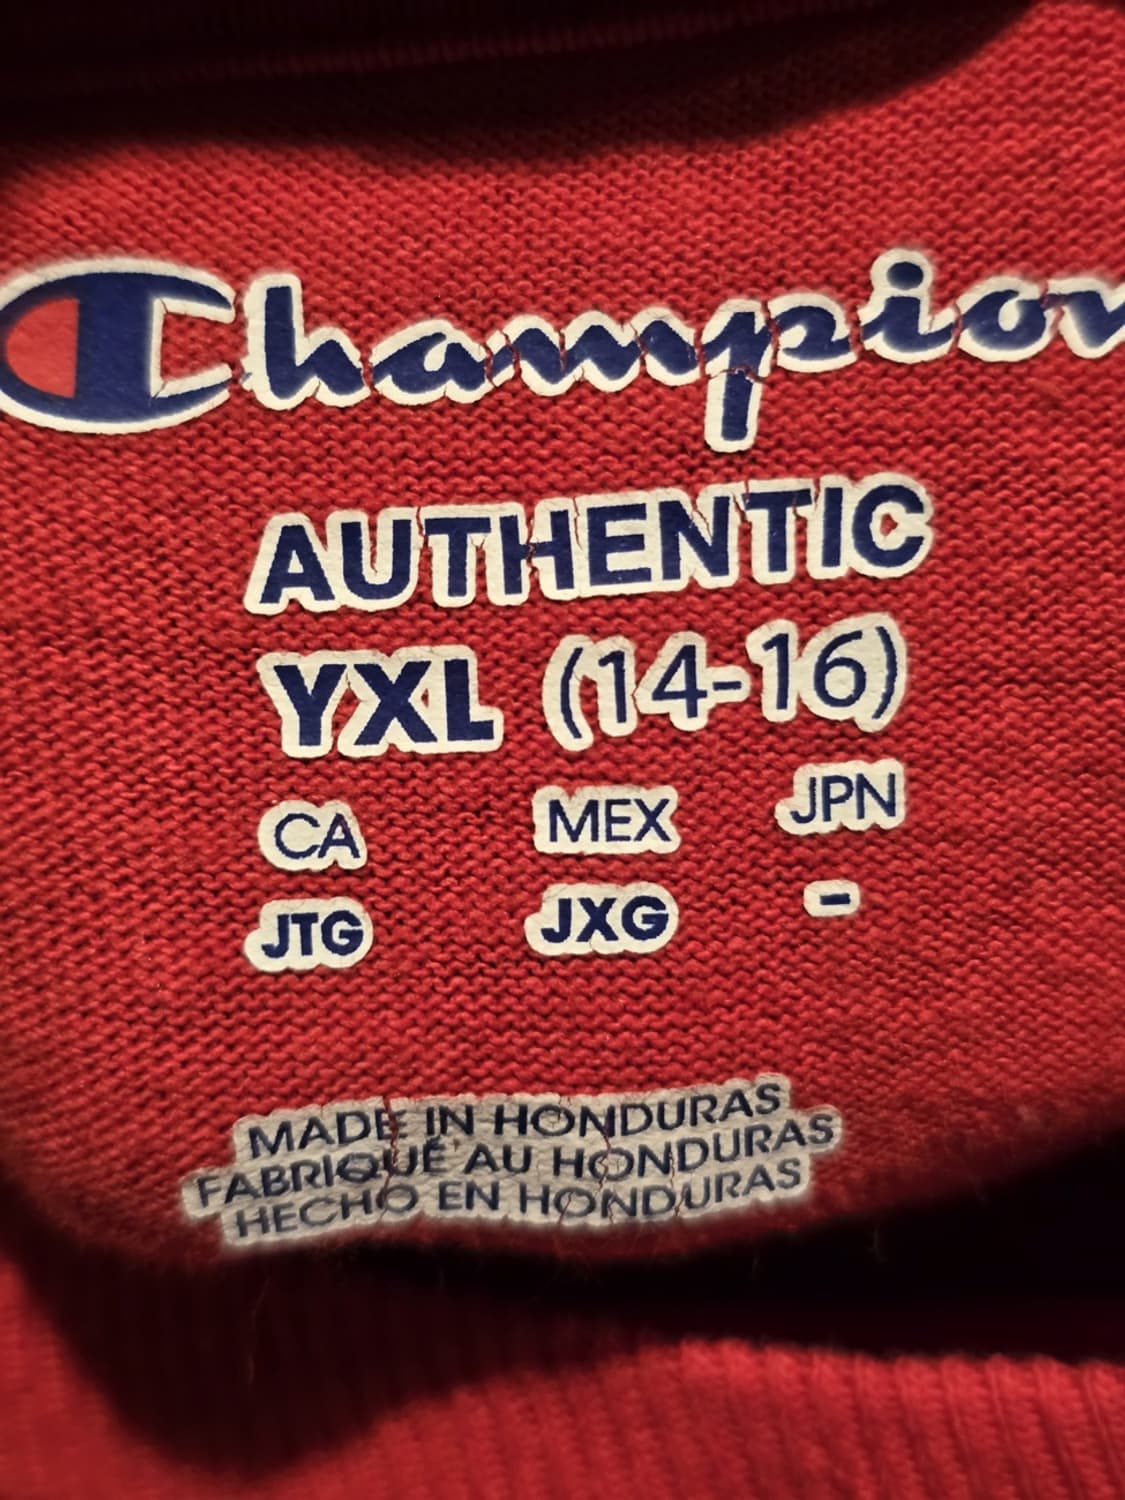 Champion
AUTHENTIC
YXL (14-16)
CA MEX JPN
JTG JXG -
MADE IN HONDURAS
FABRIQUÉ AU HONDURAS
HECHO EN HONDURAS